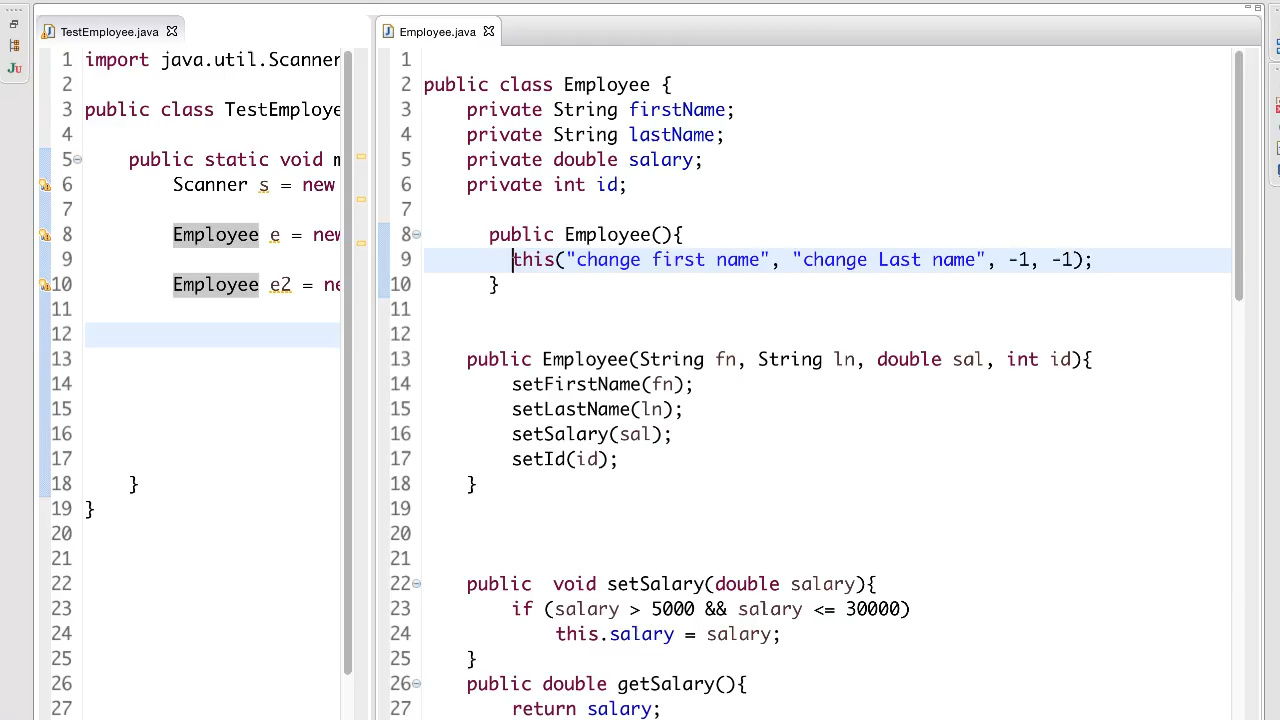 TestEmployee.java
1 import java.util.Scanner
2
3 public class TestEmploye
4
5 public static void m
6 Scanner s = new
7
8 Employee e = new
9
10 Employee e2 = ne
11
12
13
14
15
16
17
18 }
19 }
20
21
22
23
24
25
26
27
Employee.java
1
2 public class Employee {
3 private String firstName;
4 private String lastName;
5 private double salary;
6 private int id;
7
8 public Employee(){
9 this("change first name", "change Last name", -1, -1);
10 }
11
12
13 public Employee(String fn, String ln, double sal, int id){
14 setFirstName(fn);
15 setLastName(ln);
16 setSalary(sal);
17 setId(id);
18 }
19
20
21
22 public  void setSalary(double salary){
23 if (salary > 5000 && salary <= 30000)
24 this.salary = salary;
25 }
26 public double getSalary(){
27 return salary;